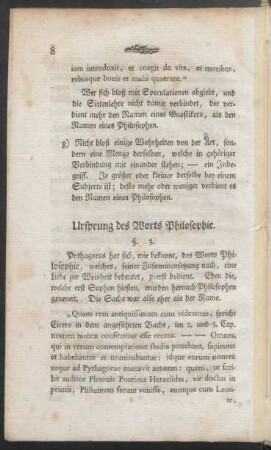 8
iam introduxit, et coegit de vita, et moribus,
rebusque bonis et malis quaerere.“
Wer sich bloß mit Speculationen abgiebt, und
die Sittenlehre nicht damit verbindet, der ver-
dient mehr den Namen eines Gnostikers, als den
Namen eines Philosophen.
g) Nicht bloß einige Wahrheiten von der Art, son-
dern eine Menge derselben, welche in gehöriger
Verbindung mit einander stehen; — ein Inbe-
griff. Je größer oder kleiner derselbe bey einem
Subjecte ist; desto mehr oder weniger verdient es
den Namen eines Philosophen.
Ursprung des Worts Philosophie.
§. 3.
Pythagoras hat sich, wie bekannt, des Worts Phi-
losophie, welches, seiner Zusammensetzung nach, eine
Liebe zur Weisheit bedeutet, zuerst bedient. Eben die,
welche erst Sophen hießen, wurden hernach Philosophen
genennt. Die Sache war also eher als der Name.
„Quam rem antiquissimam cum videamus, spricht
Cicero in dem angeführten Buche, im 2. und 3. Cap.
nomen tamen confitemur esse recens. — — Omnes,
qui in rerum contemplatione studia ponebant, sapientes
et habebantur et nominabantur: idque eorum nomen
usque ad Pythagorae manavit aetatem: quem, ut scri-
bit auditor Platonis Ponticus Heraclides, vir doctus in
primis, Phliuntem ferunt venisse, eumque cum Leon-
te,